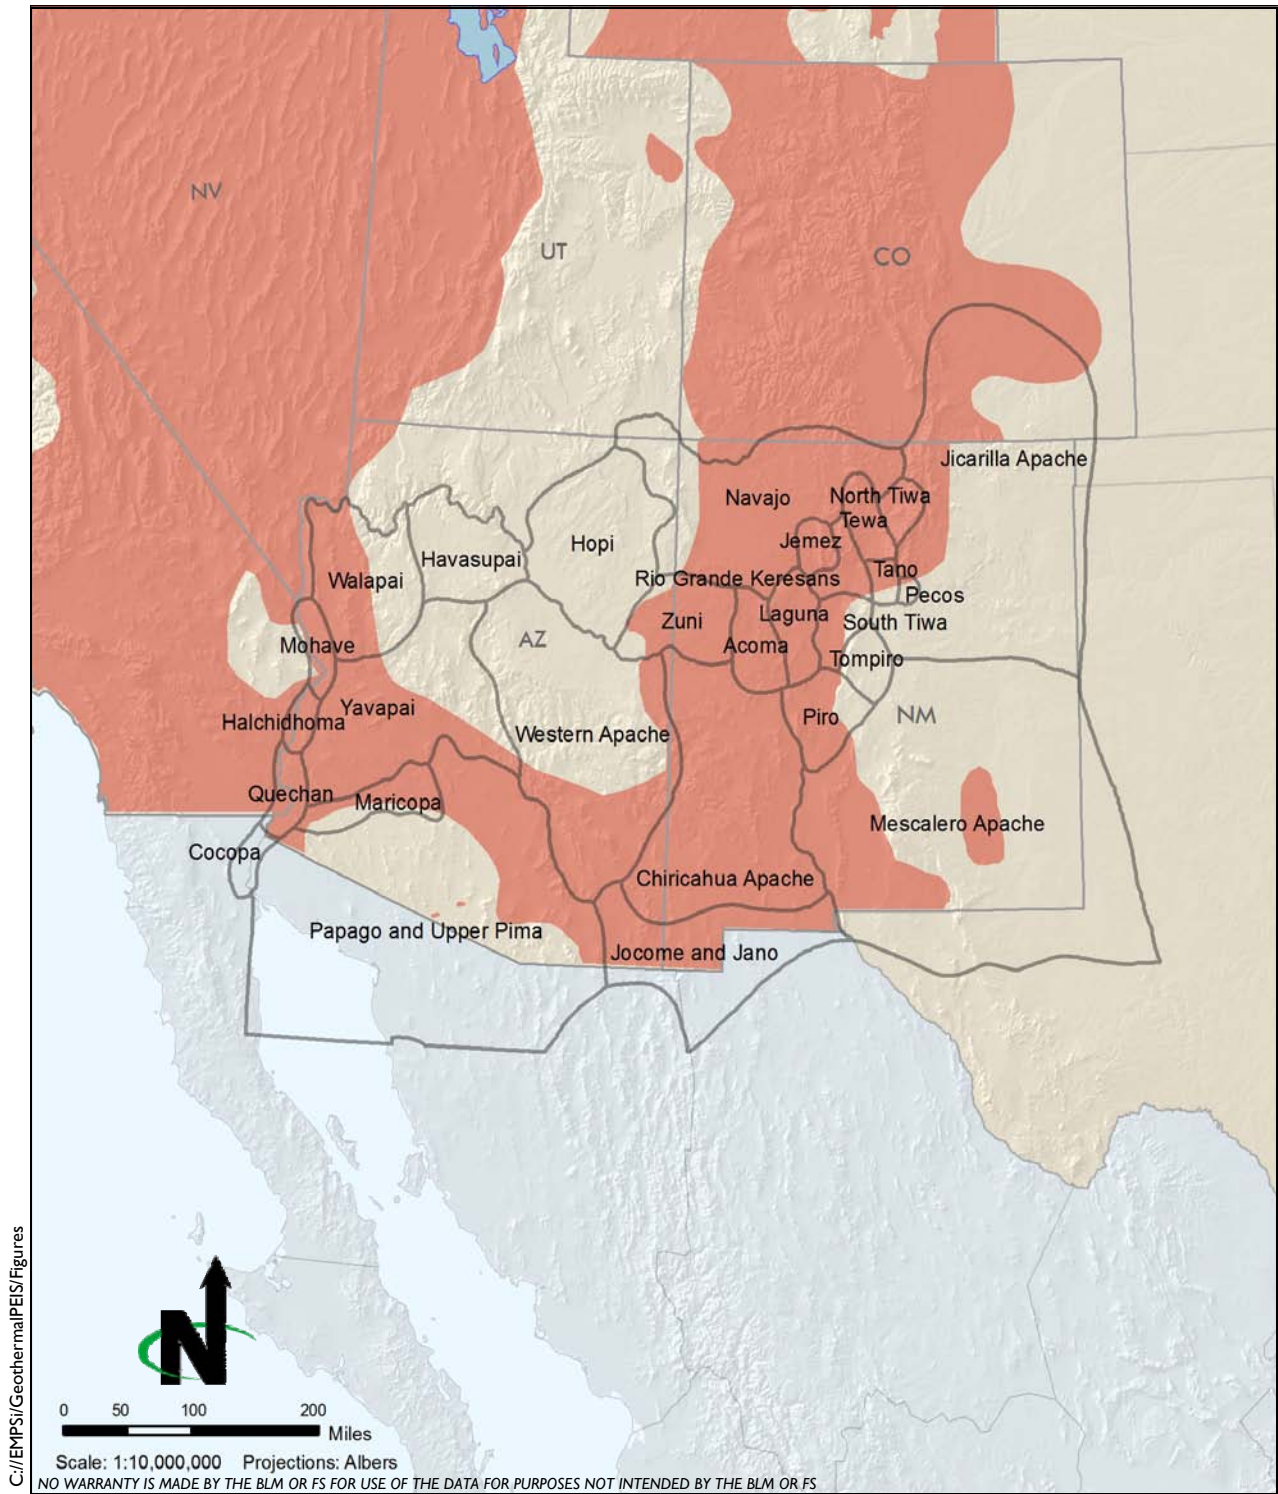 NV
UT
CO
Jicarilla Apache
Navajo
North Tiwa
Tewa
Jemez
Hopi
Havasupai
Walapai
Rio Grande Keresans
Tano
Pecos
Zuni
Laguna
South Tiwa
AZ
Mohave
Acoma
Tompiro
Yavapai
Halchidhoma
Piro
NM
Western Apache
Quechan
Maricopa
Mescalero Apache
Cocopa
Chiricahua Apache
Papago and Upper Pima
Jocome and Jano
C://EMPSi/GeothermalPEIS/Figures
N
0 50 100 200
Miles
Scale: 1:10,000,000 Projections: Albers
NO WARRANTY IS MADE BY THE BLM OR FS FOR USE OF THE DATA FOR PURPOSES NOT INTENDED BY THE BLM OR FS